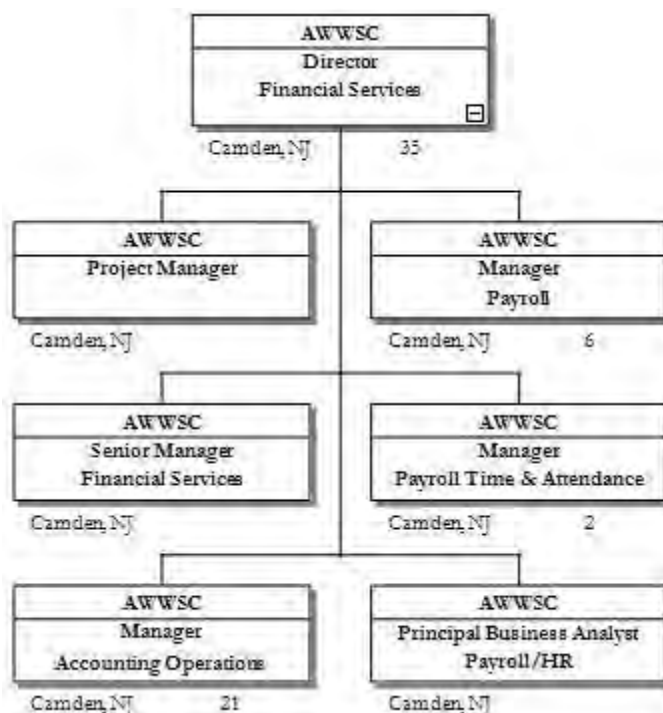 AWWSC
Director
Financial Services
Camden, NJ 35
AWWSC
Project Manager
Camden, NJ
AWWSC
Manager
Payroll
Camden, NJ 6
AWWSC
Senior Manager
Financial Services
Camden, NJ
AWWSC
Manager
Payroll Time & Attendance
Camden, NJ 2
AWWSC
Manager
Accounting Operations
Camden, NJ 21
AWWSC
Principal Business Analyst
Payroll/HR
Camden, NJ